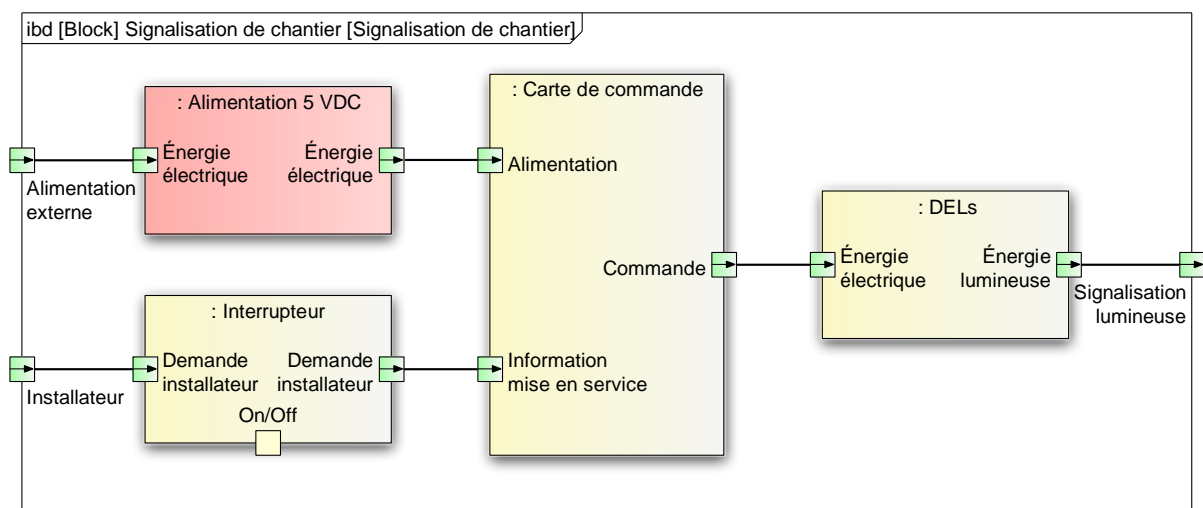 ibd [Block] Signalisation de chantier [Signalisation de chantier]
: Alimentation 5 VDC
Énergie
électrique
Énergie
électrique
Alimentation
externe
: Carte de commande
Alimentation
Commande
Information
mise en service
: Interrupteur
Demande
installateur
Demande
installateur
On/Off
Installateur
: DELs
Énergie
électrique
Énergie
lumineuse
Signalisation
lumineuse